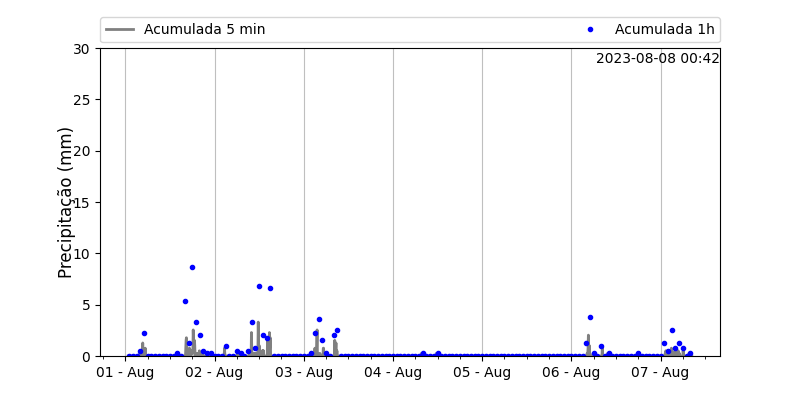 Acumulada 5 min Acumulada 1h
2023-08-08 00:42
Precipitação (mm)
30
25
20
15
10
5
0
01 - Aug 02 - Aug 03 - Aug 04 - Aug 05 - Aug 06 - Aug 07 - Aug